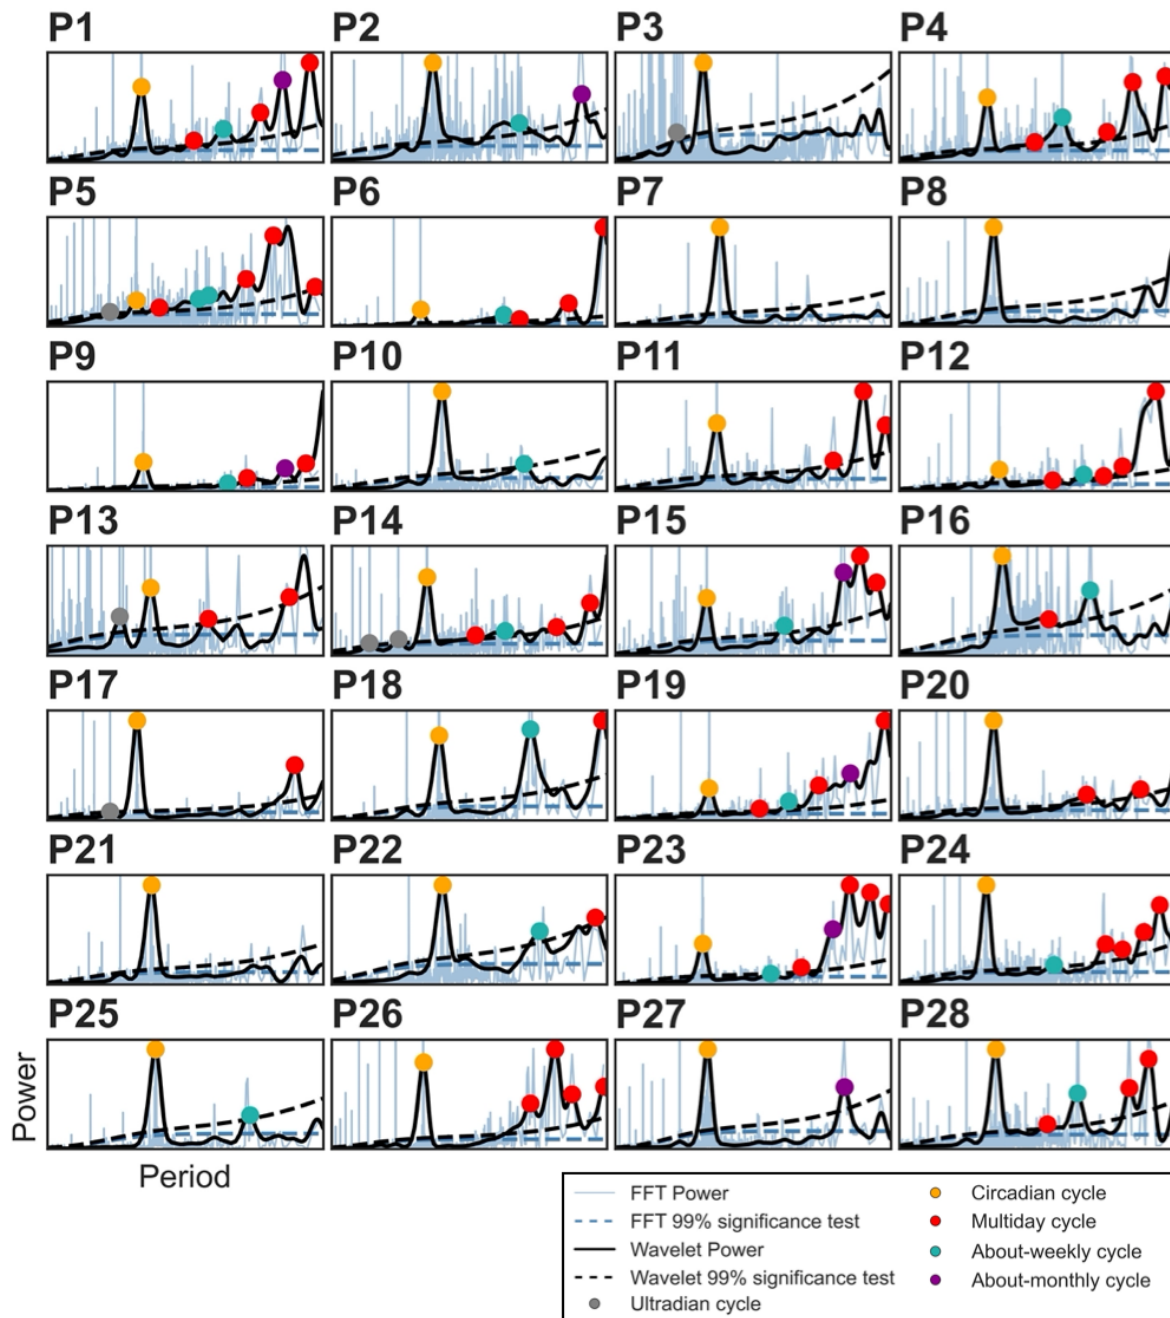 P1 P2 P3 P4
P5 P6 P7 P8
P9 P10 P11 P12
P13 P14 P15 P16
P17 P18 P19 P20
P21 P22 P23 P24
P25 P26 P27 P28
Power
Period
FFT Power
FFT 99% significance test
Wavelet Power
Wavelet 99% significance test
Ultradian cycle
Circadian cycle
Multiday cycle
About-weekly cycle
About-monthly cycle